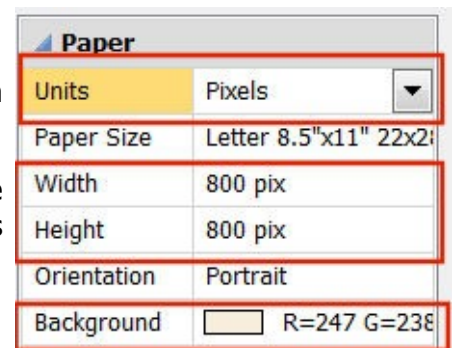 Paper
Units Pixels
Paper Size Letter 8.5"x11"
Width 800 pix
Height 800 pix
Orientation Portrait
Background R=247 G=238